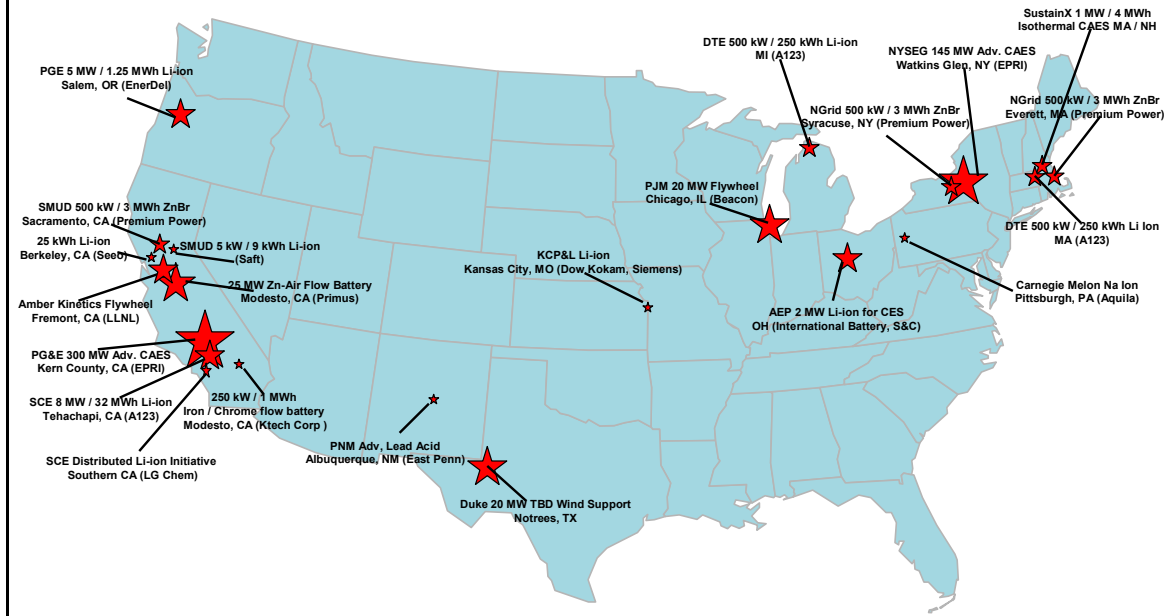 SustainX 1 MW / 4 MWh
Isothermal CAES MA / NH
DTE 500 kW / 250 kWh Li-ion
MI (A123)
NYSEG 145 MW Adv. CAES
Watkins Glen, NY (EPRI)
PGE 5 MW / 1.25 MWh Li-ion
Salem, OR (EnerDel)
NGrid 500 kW / 3 MWh ZnBr
Syracuse, NY (Premium Power)
NGrid 500 kW / 3 MWh ZnBr
Everett, MA (Premium Power)
PJM 20 MW Flywheel
Chicago, IL (Beacon)
SMUD 500 kW / 3 MWh ZnBr
Sacramento, CA (Premium Power)
25 kWh Li-ion
Berkeley, CA (Seeo)
SMUD 5 kW / 9 kWh Li-ion
(Saft)
DTE 500 kW / 250 kWh Li Ion
MA (A123)
KCP&L Li-ion
Kansas City, MO (Dow Kokam, Siemens)
25 MW Zn-Air Flow Battery
Modesto, CA (Primus)
Carnegie Melon Na Ion
Pittsburgh, PA (Aquila)
Amber Kinetics Flywheel
Fremont, CA (LLNL)
AEP 2 MW Li-ion for CES
OH (International Battery, S&C)
PG&E 300 MW Adv. CAES
Kern County, CA (EPRI)
SCE 8 MW / 32 MWh Li-ion
Tehachapi, CA (A123)
250 kW / 1 MWh
Iron / Chrome flow battery
Modesto, CA (Ktech Corp )
PNM Adv, Lead Acid
Albuquerque, NM (East Penn)
SCE Distributed Li-ion Initiative
Southern CA (LG Chem)
Duke 20 MW TBD Wind Support
Notrees, TX